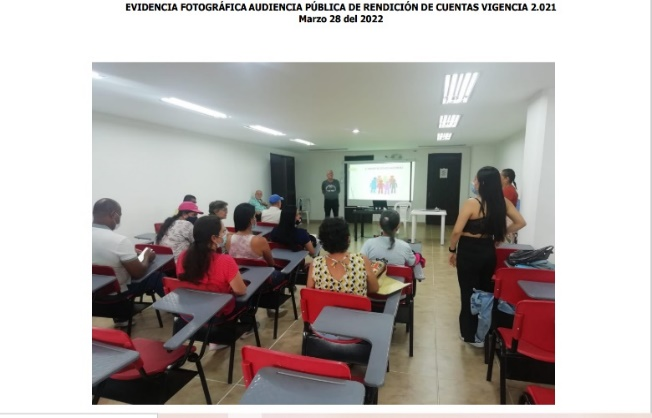 EVIDENCIA FOTOGRÁFICA AUDIENCIA PÚBLICA DE RENDICIÓN DE CUENTAS VIGENCIA 2.021
Marzo 28 del 2022